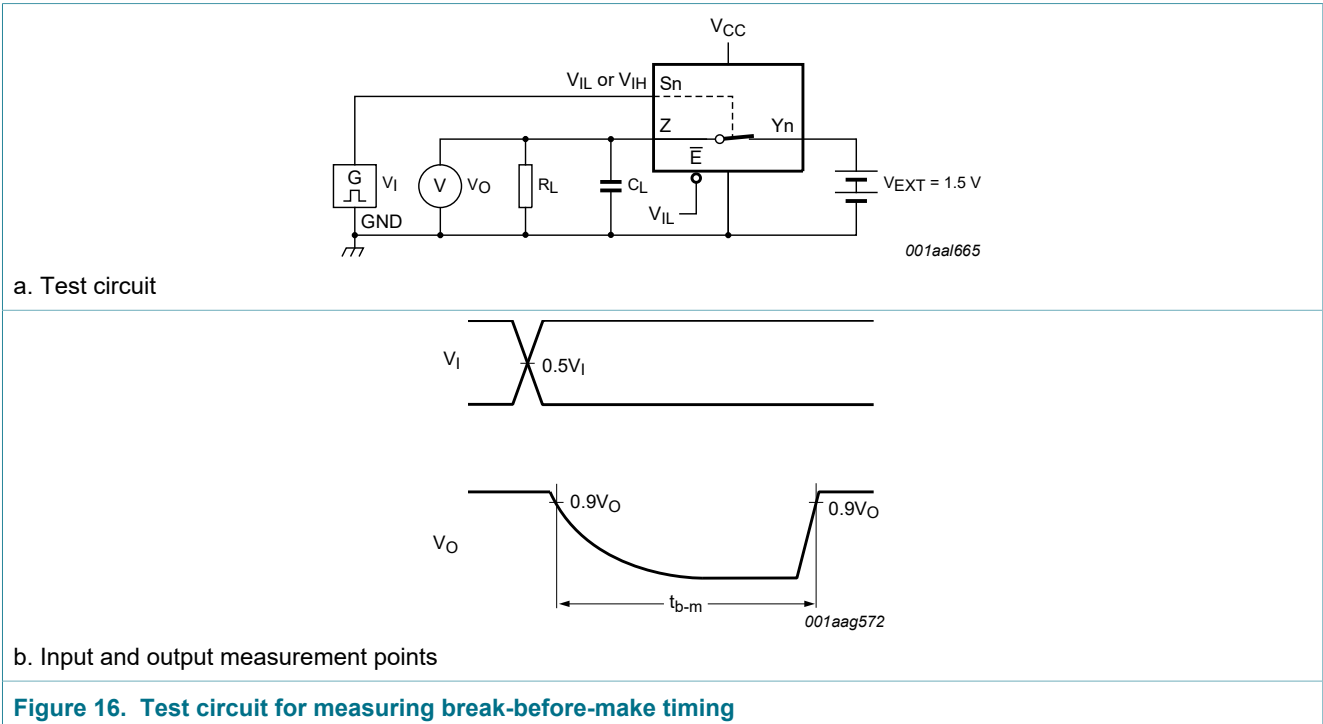 VCC
VIL or VIH
Sn
Z
Yn
E
G
VI
V
VO
RL
CL
VEXT = 1.5 V
VIL
GND
001aal665
a. Test circuit
VI
0.5VI
0.9VO
0.9VO
VO
tb-m
001aag572
b. Input and output measurement points
Figure 16. Test circuit for measuring break-before-make timing